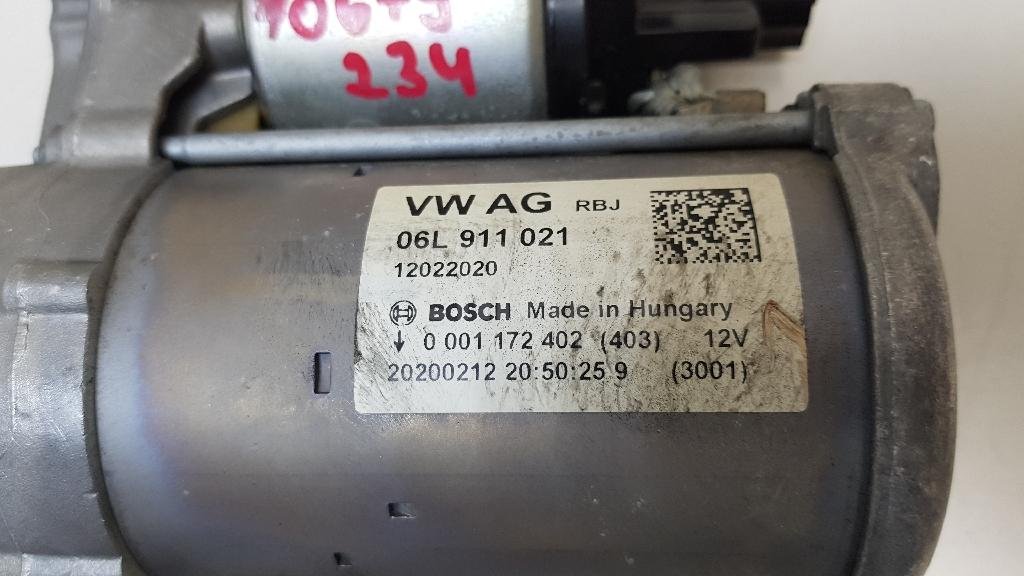 234
VW AG RBJ
06L 911 021
12022020
BOSCH Made in Hungary
↓ 0 001 172 402 (403) 12V
20200212 20:50:25 9 (3001)